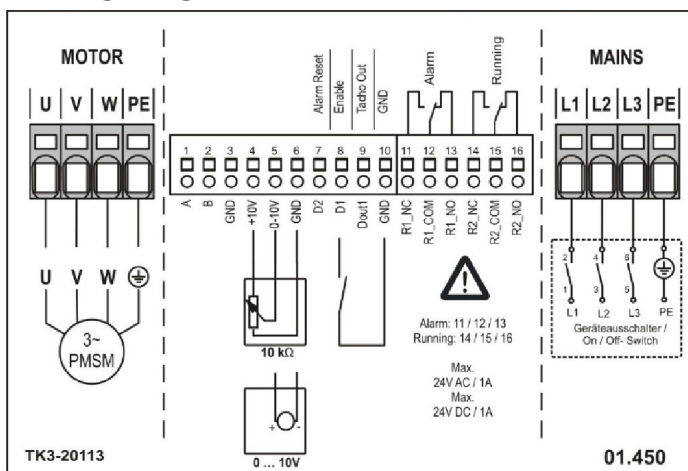 MOTOR
U V W PE
U V W
3~
PMSM
TK3-20113
Alarm Reset
Enable
Tacho Out
GND
Alarm
Running
1 2 3 4 5 6 7 8 9 10 11 12 13 14 15 16
A
B
GND
+10V
0-10V
GND
D2
D1
Dout1
GND
R1_NC
R1_COM
R1_NO
R2_NC
R2_COM
R2_NO
10 kΩ
+ -
0 ... 10V
Alarm: 11 / 12 / 13
Running: 14 / 15 / 16
Max.
24V AC / 1A
Max.
24V DC / 1A
MAINS
L1 L2 L3 PE
2 4 6
1 3 5
L1 L2 L3 PE
Geräteausschalter /
On / Off- Switch
01.450